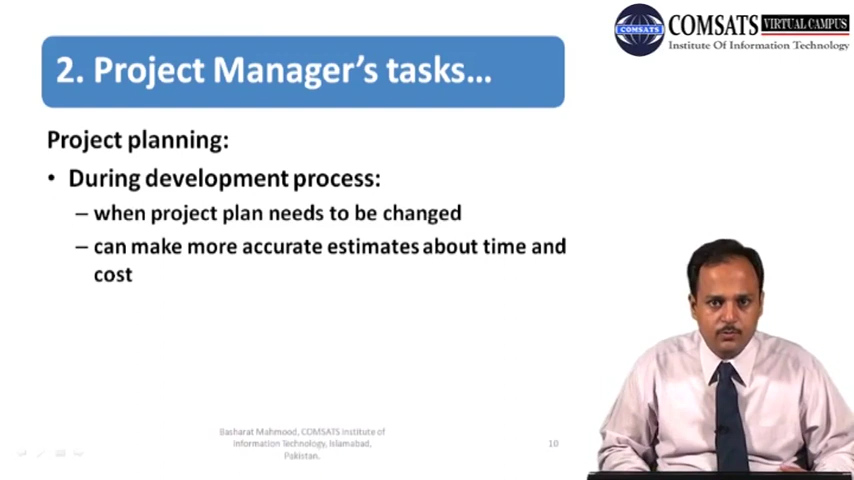 COMSATS VIRTUAL CAMPUS
COMSATS
Institute Of Information Technology
2. Project Manager's tasks...
Project planning:
• During development process:
– when project plan needs to be changed
– can make more accurate estimates about time and
cost
Basharat Mahmood, COMSATS Institute of
Information Technology, Islamabad,
Pakistan.
10